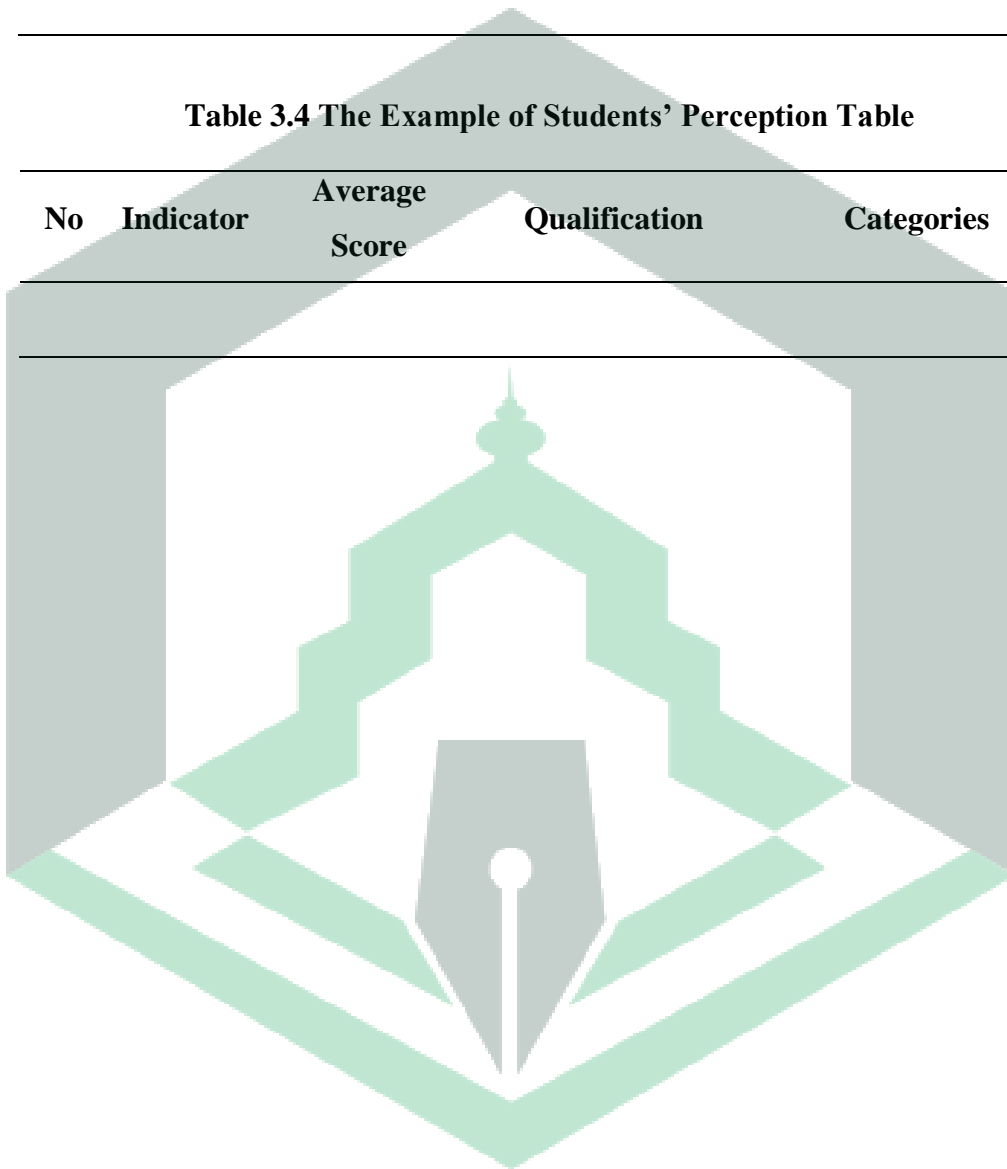 Table 3.4 The Example of Students’ Perception Table
No Indicator Average Score Qualification Categories